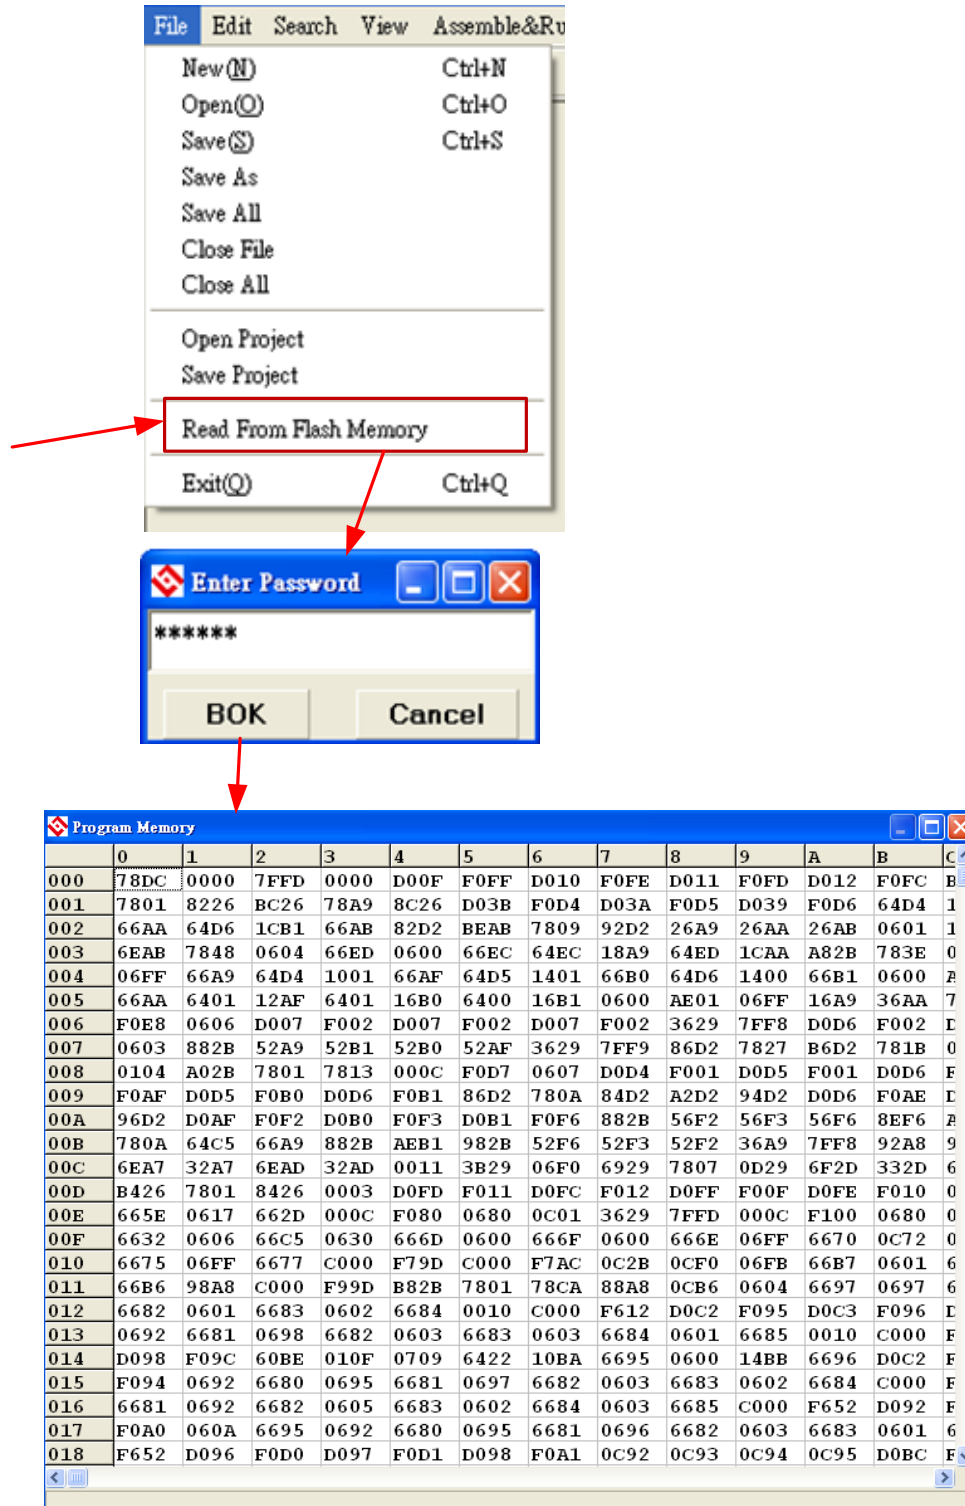 File Edit Search View Assemble&Ru
New(N) Ctrl+N
Open(O) Ctrl+O
Save(S) Ctrl+S
Save As
Save All
Close File
Close All
Open Project
Save Project
Read From Flash Memory
Exit(Q) Ctrl+Q
Enter Password
******
BOK Cancel
Program Memory
0 1 2 3 4 5 6 7 8 9 A B C
000 78DC 0000 7FFD 0000 D00F F0FF D010 F0FE D011 F0FD D012 F0FC B
001 7801 8226 BC26 78A9 8C26 D03B F0D4 D03A F0D5 D039 F0D6 64D4 1
002 66AA 64D6 1CB1 66AB 82D2 BEAB 7809 92D2 26A9 26AA 26AB 0601 1
003 6EAB 7848 0604 66ED 0600 66EC 64EC 18A9 64ED 1CAA A82B 783E 0
004 06FF 66A9 64D4 1001 66AF 64D5 1401 66B0 64D6 1400 66B1 0600 A
005 66AA 6401 12AF 6401 16B0 6400 16B1 0600 AE01 06FF 16A9 36AA 7
006 F0E8 0606 D007 F002 D007 F002 D007 F002 3629 7FF8 D0D6 F002 D
007 0603 882B 52A9 52B1 52B0 52AF 3629 7FF9 86D2 7827 B6D2 781B 0
008 0104 A02B 7801 7813 000C F0D7 0607 D0D4 F001 D0D5 F001 D0D6 F
009 F0AF D0D5 F0B0 D0D6 F0B1 86D2 780A 84D2 A2D2 94D2 D0D6 F0AE D
00A 96D2 D0AF F0F2 D0B0 F0F3 D0B1 F0F6 882B 56F2 56F3 56F6 8EF6 A
00B 780A 64C5 66A9 882B AEB1 982B 52F6 52F3 52F2 36A9 7FF8 92A8 9
00C 6EA7 32A7 6EAD 32AD 0011 3B29 06F0 6929 7807 0D29 6F2D 332D 6
00D B426 7801 8426 0003 D0FD F011 D0FC F012 D0FF F00F D0FE F010 0
00E 665E 0617 662D 000C F080 0680 0C01 3629 7FFD 000C F100 0680 0
00F 6632 0606 66C5 0630 666D 0600 666F 0600 666E 06FF 6670 0C72 0
010 6675 06FF 6677 C000 F79D C000 F7AC 0C2B 0CF0 06FB 66B7 0601 6
011 66B6 98A8 C000 F99D B82B 7801 78CA 88A8 0CB6 0604 6697 0697 6
012 6682 0601 6683 0602 6684 0010 C000 F612 D0C2 F095 D0C3 F096 D
013 0692 6681 0698 6682 0603 6683 0603 6684 0601 6685 0010 C000 F
014 D098 F09C 60BE 010F 0709 6422 10BA 6695 0600 14BB 6696 D0C2 F
015 F094 0692 6680 0695 6681 0697 6682 0603 6683 0602 6684 C000 F
016 6681 0692 6682 0605 6683 0602 6684 0603 6685 C000 F652 D092 F
017 F0A0 060A 6695 0692 6680 0695 6681 0696 6682 0603 6683 0601 6
018 F652 D096 F0D0 D097 F0D1 D098 F0A1 0C92 0C93 0C94 0C95 D0BC F